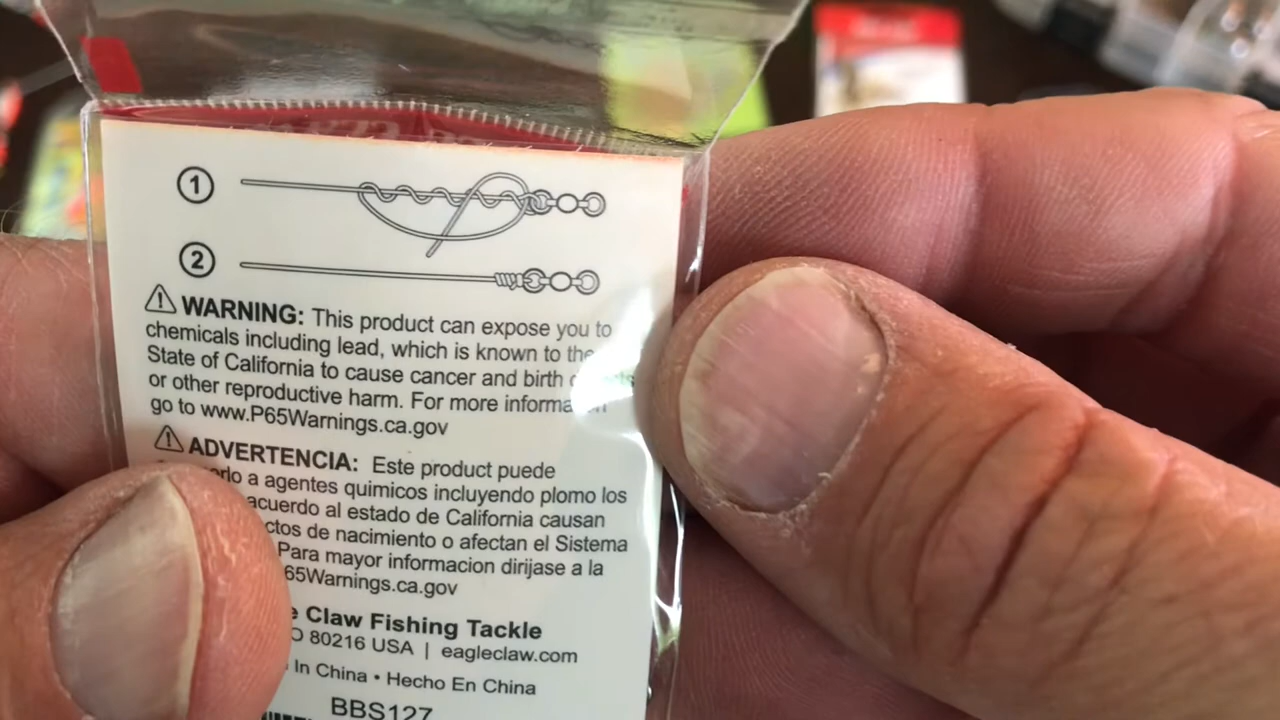 1
2
WARNING: This product can expose you to
chemicals including lead, which is known to the
State of California to cause cancer and birth
or other reproductive harm. For more
go to www.P65Warnings.ca.gov
ADVERTENCIA: Este product puede
a agentes quimicos incluyendo plomo los
acuerdo al estado de California causan
de nacimiento o afectan el Sistema
Para mayor informacion dirijase a la
65Warnings.ca.gov
Claw Fishing Tackle
80216 USA | eagleclaw.com
In China • Hecho En China
BBS127